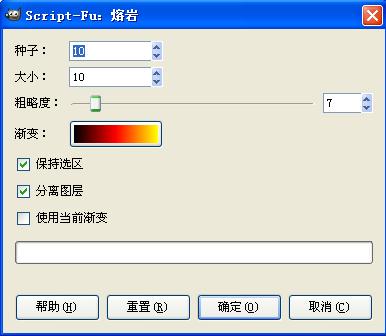 Script-Fu: 熔岩
种子： 10
大小： 10
粗略度： 7
渐变：
保持选区
分离图层
使用当前渐变
帮助(H) 重置(R) 确定(O) 取消(C)